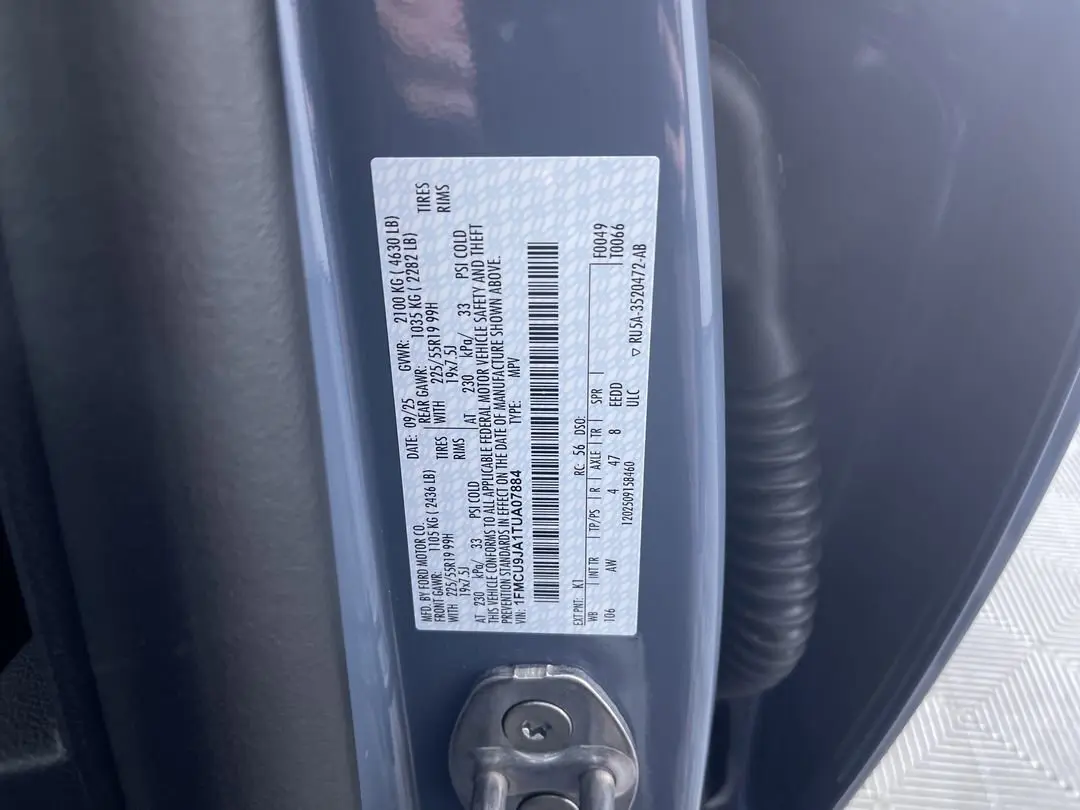 MFD. BY FORD MOTOR CO. DATE: 09/25 GVWR: 2100 KG ( 4630 LB)
FRONT GAWR: 1105 KG ( 2436 LB) REAR GAWR: 1035 KG ( 2282 LB)
WITH 225/55R19 99H TIRES WITH 225/55R19 99H TIRES
19x7.5J RIMS 19x7.5J RIMS
AT 230 kPa/ 33 PSI COLD AT 230 kPa/ 33 PSI COLD
THIS VEHICLE CONFORMS TO ALL APPLICABLE FEDERAL MOTOR VEHICLE SAFETY AND THEFT
PREVENTION STANDARDS IN EFFECT ON THE DATE OF MANUFACTURE SHOWN ABOVE.
VIN: 1FMCU9JA1TUA07884 TYPE: MPV
EXT PNT: K1 RC: 56 DSO: F0049
WB INT TR TP/PS R AXLE TR SPR T0066
106 AW 4 47 8 EEDD
1202509158460 ULC ▽ RU5A-3520472-AB